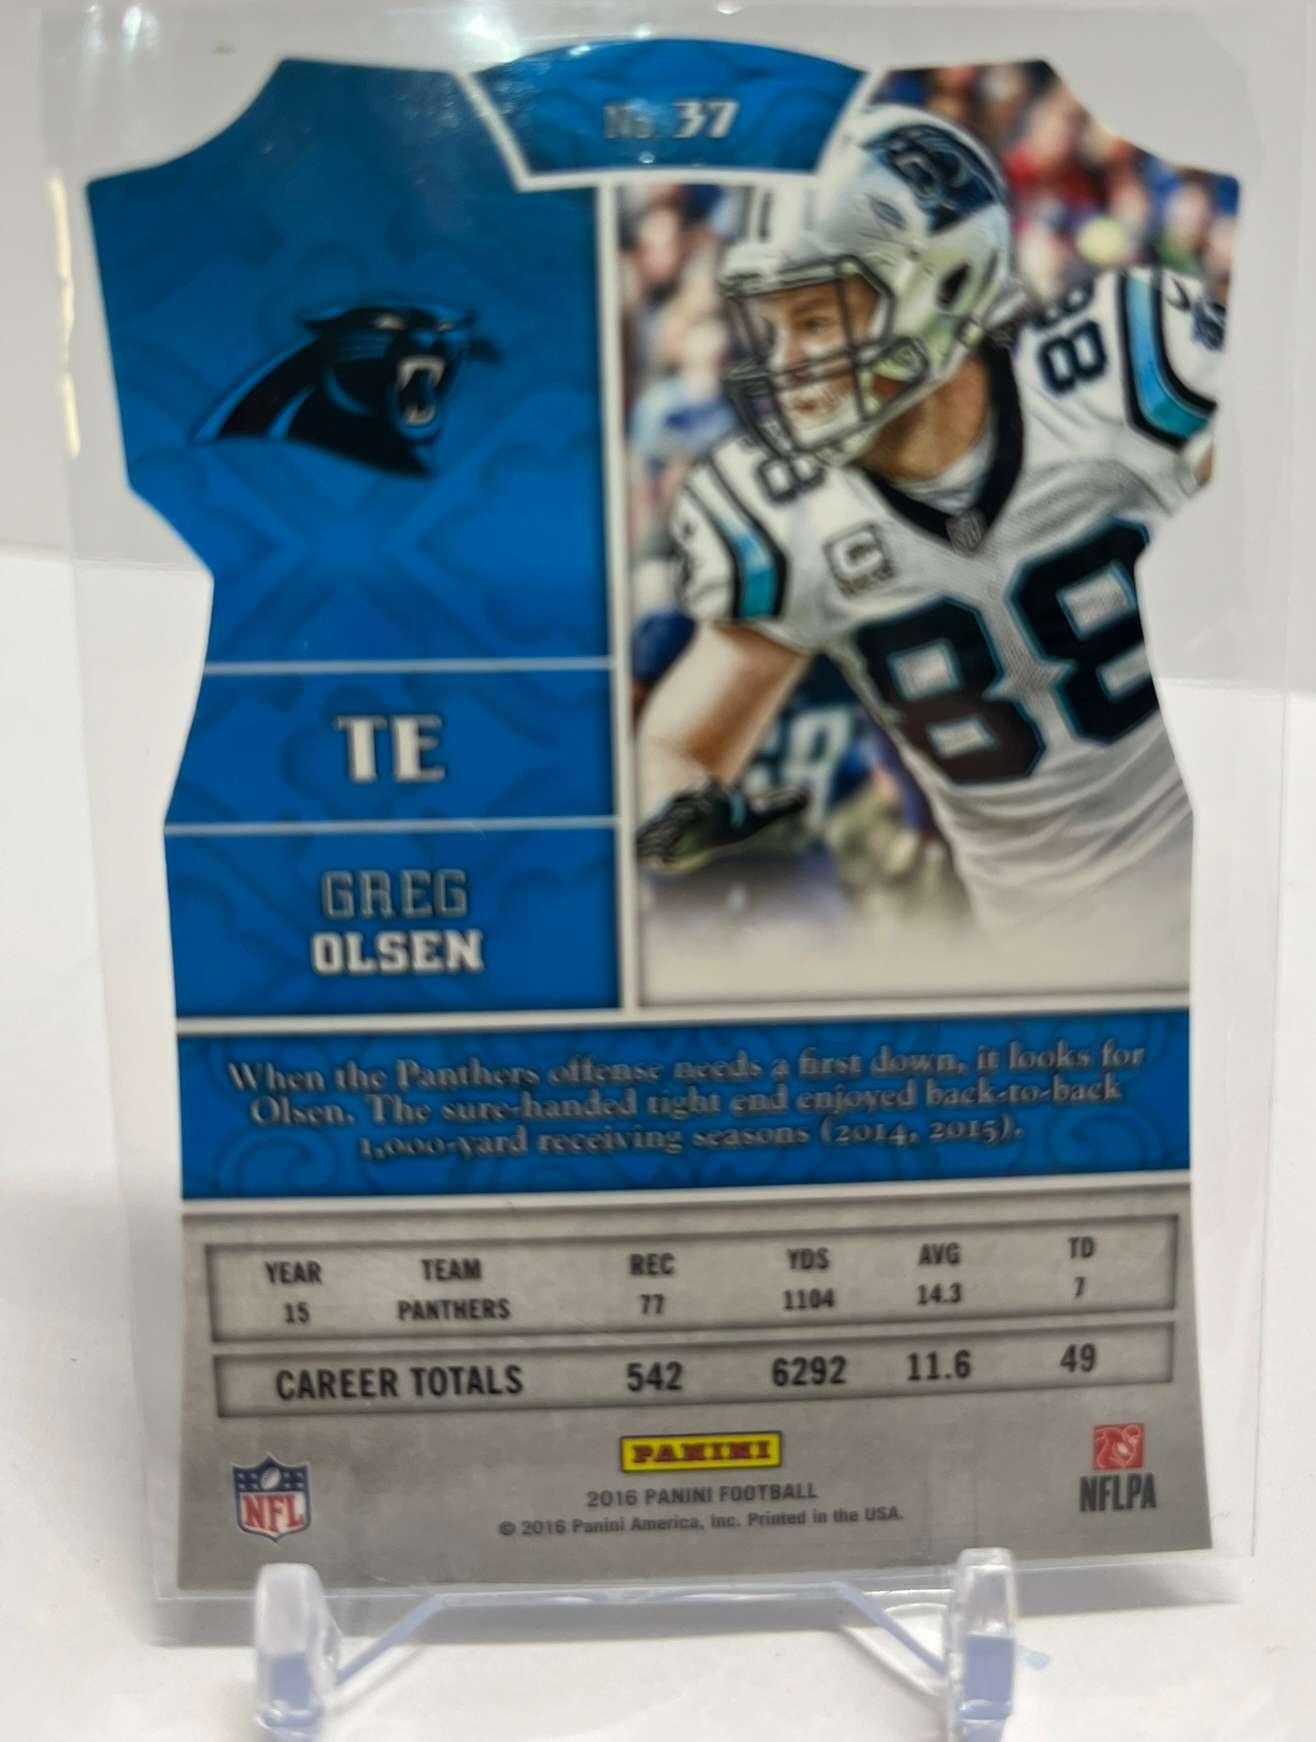 No. 37
88
88
C
88
TE
GREG
OLSEN
When the Panthers offense needs a first down, it looks for
Olsen. The sure-handed tight end enjoyed back-to-back
1,000-yard receiving seasons (2014, 2015).
YEAR TEAM REC YDS AVG TD
15 PANTHERS 77 1104 14.3 7
CAREER TOTALS 542 6292 11.6 49
PANINI
2016 PANINI FOOTBALL
© 2016 Panini America, Inc. Printed in the USA.
NFL
NFLPA